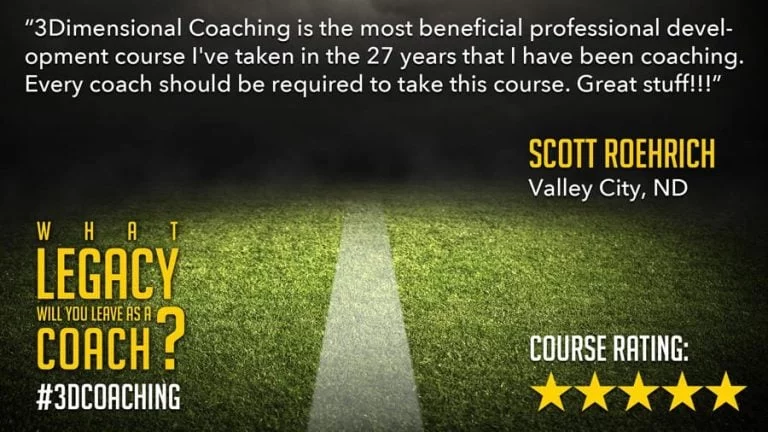 “3Dimensional Coaching is the most beneficial professional devel-
opment course I've taken in the 27 years that I have been coaching.
Every coach should be required to take this course. Great stuff!!!”
SCOTT ROEHRICH
Valley City, ND
WHAT
LEGACY
WILL YOU LEAVE AS A
COACH?
#3DCOACHING
COURSE RATING: